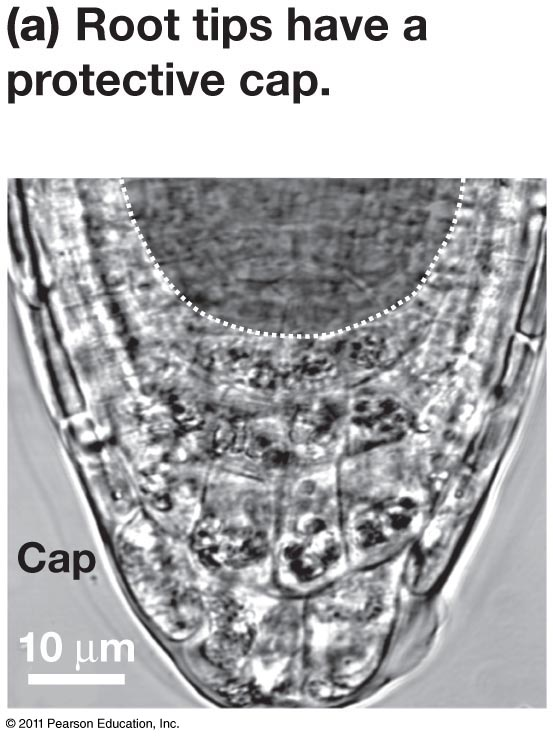 (a) Root tips have a
protective cap.
Cap
10 μm
© 2011 Pearson Education, Inc.